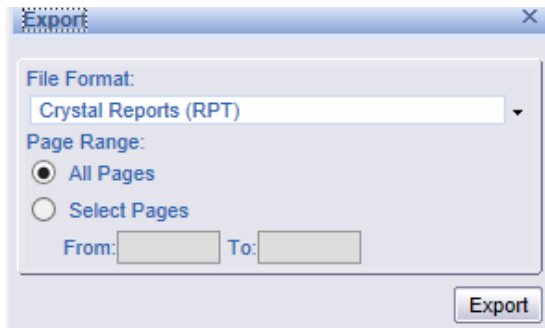 Export
File Format:
Crystal Reports (RPT)
Page Range:
All Pages
Select Pages
From: To:
Export